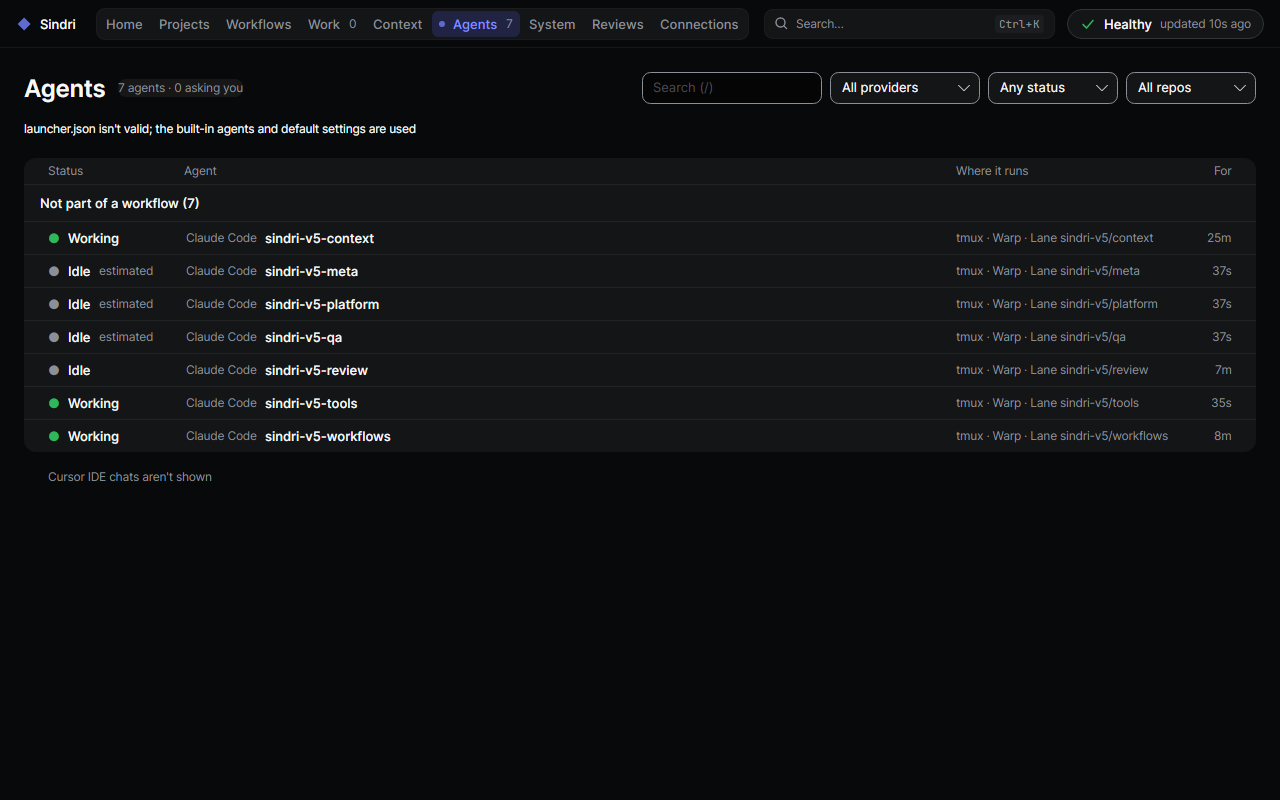 Sindri Home Projects Workflows Work 0 Context Agents 7 System Reviews Connections Search... Ctrl+K Healthy updated 10s ago
Agents 7 agents · 0 asking you Search (/) All providers Any status All repos
launcher.json isn't valid; the built-in agents and default settings are used
Status Agent Where it runs For
Not part of a workflow (7)
Working Claude Code sindri-v5-context tmux · Warp · Lane sindri-v5/context 25m
Idle estimated Claude Code sindri-v5-meta tmux · Warp · Lane sindri-v5/meta 37s
Idle estimated Claude Code sindri-v5-platform tmux · Warp · Lane sindri-v5/platform 37s
Idle estimated Claude Code sindri-v5-qa tmux · Warp · Lane sindri-v5/qa 37s
Idle Claude Code sindri-v5-review tmux · Warp · Lane sindri-v5/review 7m
Working Claude Code sindri-v5-tools tmux · Warp · Lane sindri-v5/tools 35s
Working Claude Code sindri-v5-workflows tmux · Warp · Lane sindri-v5/workflows 8m
Cursor IDE chats aren't shown